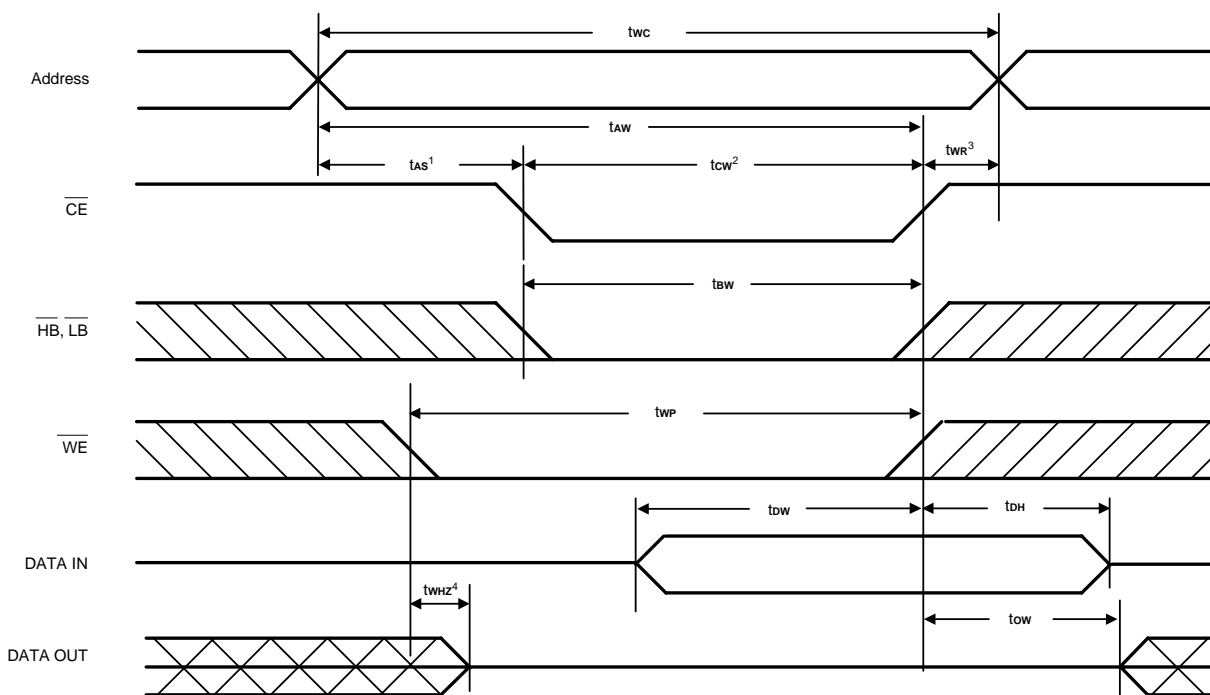 tWC
Address
tAW
tAS1 tCW2 tWR3
CE
tBW
HB, LB
tWP
WE
tDW tDH
DATA IN
tWHZ4
tOW
DATA OUT